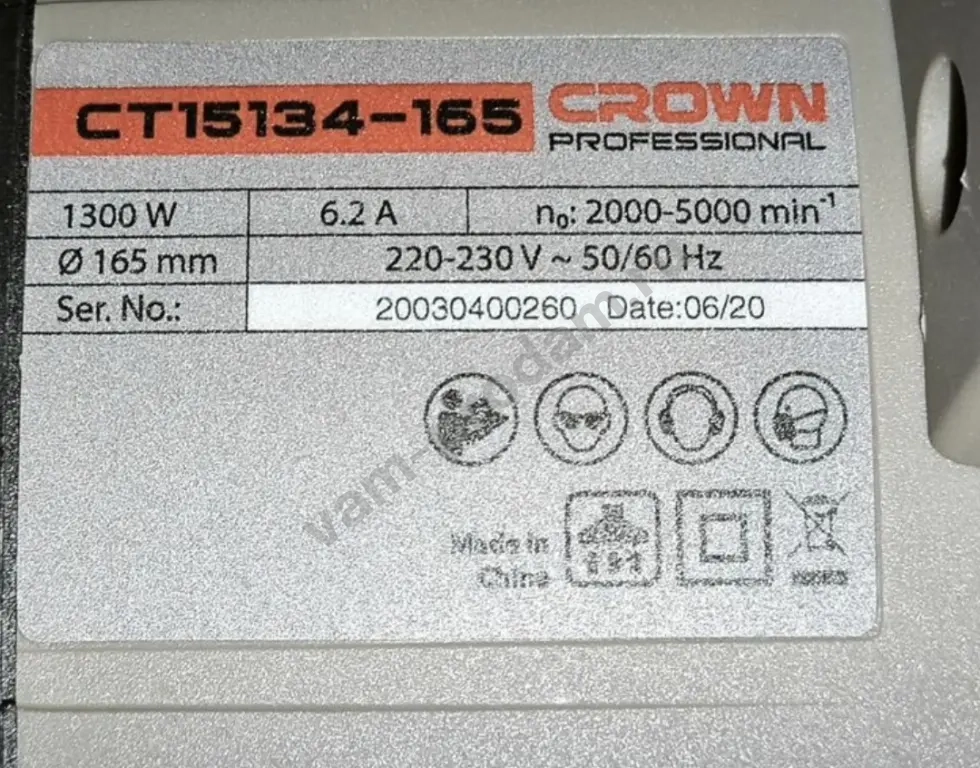 CT15134-165 CROWN
PROFESSIONAL
1300 W 6.2 A n₀: 2000-5000 min⁻¹
Ø 165 mm 220-230 V ~ 50/60 Hz
Ser. No.: 20030400260 Date:06/20
Made in
China